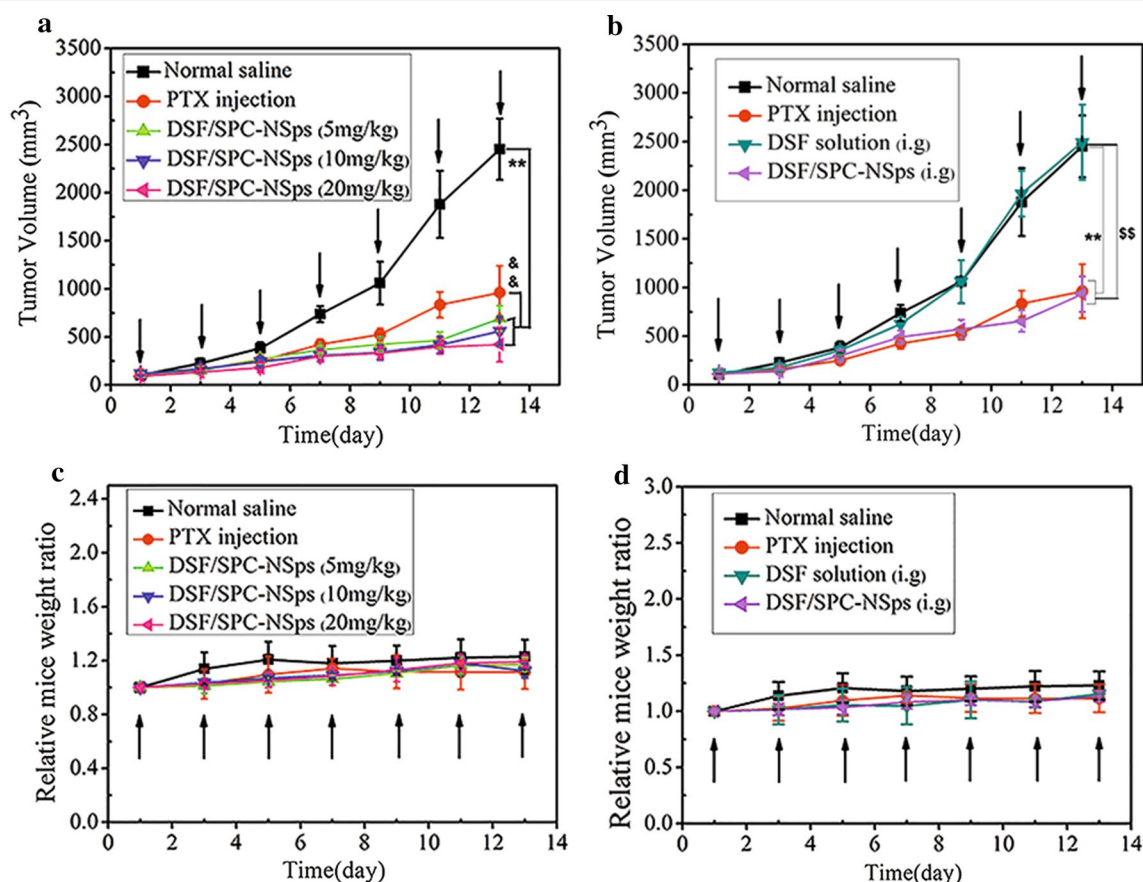 a
3500
3000
2500
2000
1500
1000
500
0
Tumor Volume (mm³)
Normal saline
PTX injection
DSF/SPC-NSps (5mg/kg)
DSF/SPC-NSps (10mg/kg)
DSF/SPC-NSps (20mg/kg)
**
&
&
0 2 4 6 8 10 12 14
Time(day)
b
3500
3000
2500
2000
1500
1000
500
0
Tumor Volume (mm³)
Normal saline
PTX injection
DSF solution (i.g)
DSF/SPC-NSps (i.g)
** $$
0 2 4 6 8 10 12 14
Time(day)
c
2.4
2.0
1.6
1.2
0.8
0.4
0.0
Relative mice weight ratio
Normal saline
PTX injection
DSF/SPC-NSps (5mg/kg)
DSF/SPC-NSps (10mg/kg)
DSF/SPC-NSps (20mg/kg)
0 2 4 6 8 10 12 14
Time(day)
d
3.0
2.5
2.0
1.5
1.0
0.5
0.0
Relative mice weight ratio
Normal saline
PTX injection
DSF solution (i.g)
DSF/SPC-NSps (i.g)
0 2 4 6 8 10 12 14
Time(day)